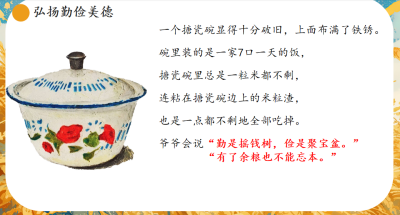 弘扬勤俭美德
一个搪瓷碗显得十分破旧，上面布满了铁锈。
碗里装的是一家7口一天的饭，
搪瓷碗里总是一粒米都不剩，
连粘在搪瓷碗边上的米粒渣，
也是一点都不剩地全部吃掉。
爷爷会说“勤是摇钱树，俭是聚宝盆。”
“有了余粮也不能忘本。”